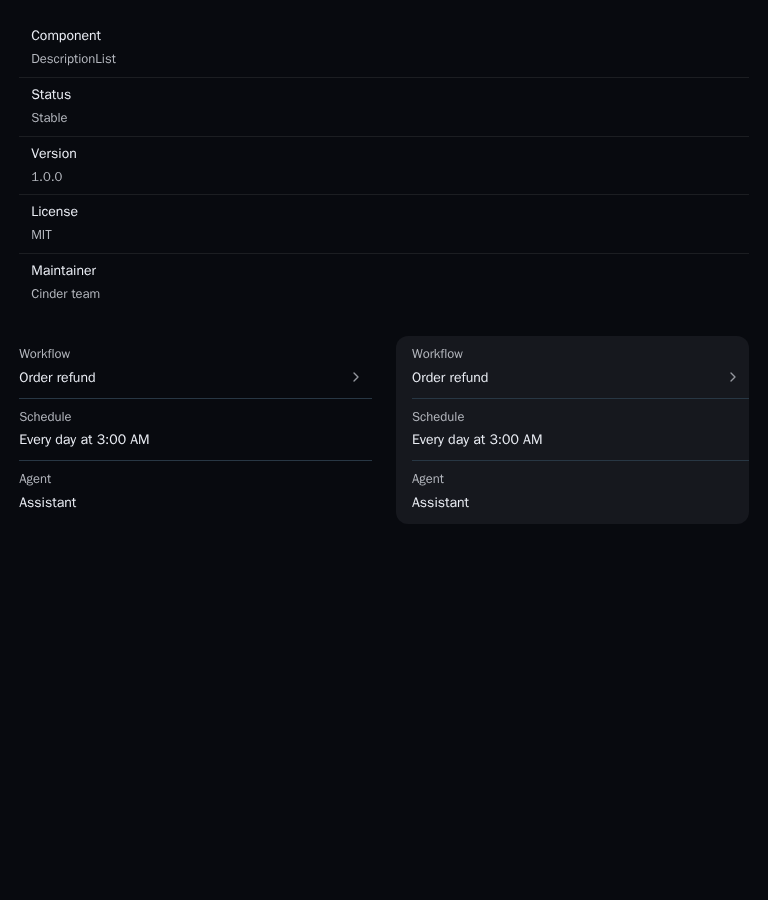 Component
DescriptionList
Status
Stable
Version
1.0.0
License
MIT
Maintainer
Cinder team
Workflow
Order refund
Schedule
Every day at 3:00 AM
Agent
Assistant
Workflow
Order refund
Schedule
Every day at 3:00 AM
Agent
Assistant